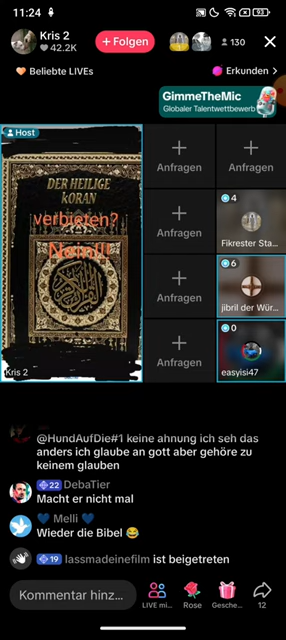 11:24
93
Kris 2
42.2K
+ Folgen
130
Beliebte LIVEs
Erkunden >
GimmeTheMic
Globaler Talentwettbewerb
Host
DER HEILIGE
KORAN
verbieten?
Nein!!!
Kris 2
Anfragen
Anfragen
Anfragen
4
Fikrester Sta...
Anfragen
6
jibril der Wür...
Anfragen
0
easyisi47
@HundAufDie#1 keine ahnung ich seh das
anders ich glaube an gott aber gehöre zu
keinem glauben
22 DebaTier
Macht er nicht mal
Melli
Wieder die Bibel 😂
19 lassmadeinefilm ist beigetreten
Kommentar hinz...
LIVE mi...
Rose
Gesche...
12